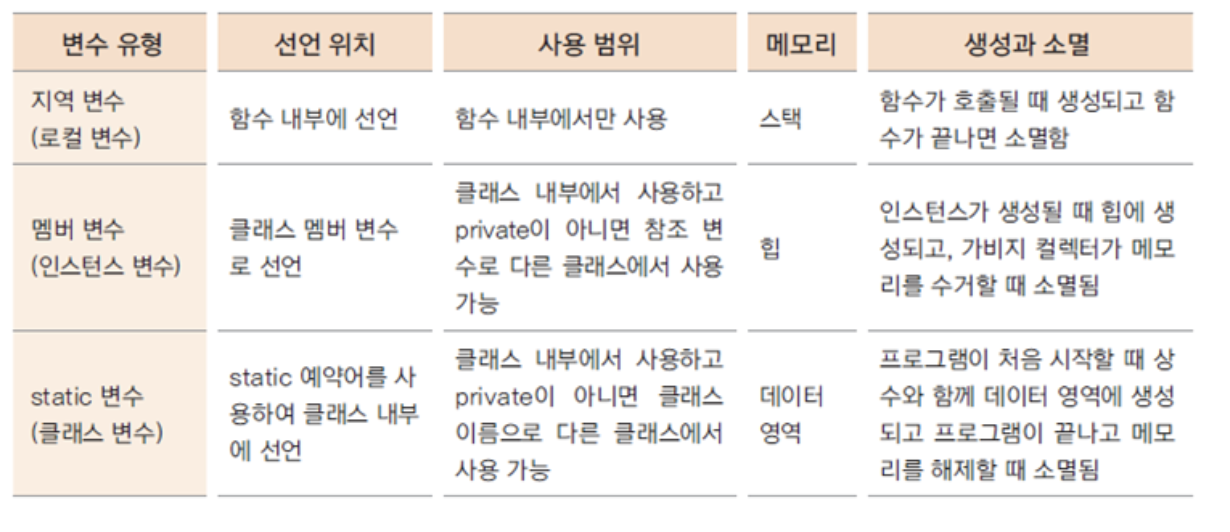 변수 유형
선언 위치
사용 범위
메모리
생성과 소멸
지역 변수
(로컬 변수)
함수 내부에 선언
함수 내부에서만 사용
스택
함수가 호출될 때 생성되고 함
수가 끝나면 소멸함
멤버 변수
(인스턴스 변수)
클래스 멤버 변수
로 선언
클래스 내부에서 사용하고
private이 아니면 참조 변
수로 다른 클래스에서 사용
가능
힙
인스턴스가 생성될 때 힙에 생
성되고, 가비지 컬렉터가 메모
리를 수거할 때 소멸됨
static 변수
(클래스 변수)
static 예약어를 사
용하여 클래스 내부
에 선언
클래스 내부에서 사용하고
private이 아니면 클래스
이름으로 다른 클래스에서
사용 가능
데이터
영역
프로그램이 처음 시작할 때 상
수와 함께 데이터 영역에 생성
되고 프로그램이 끝나고 메모
리를 해제할 때 소멸됨